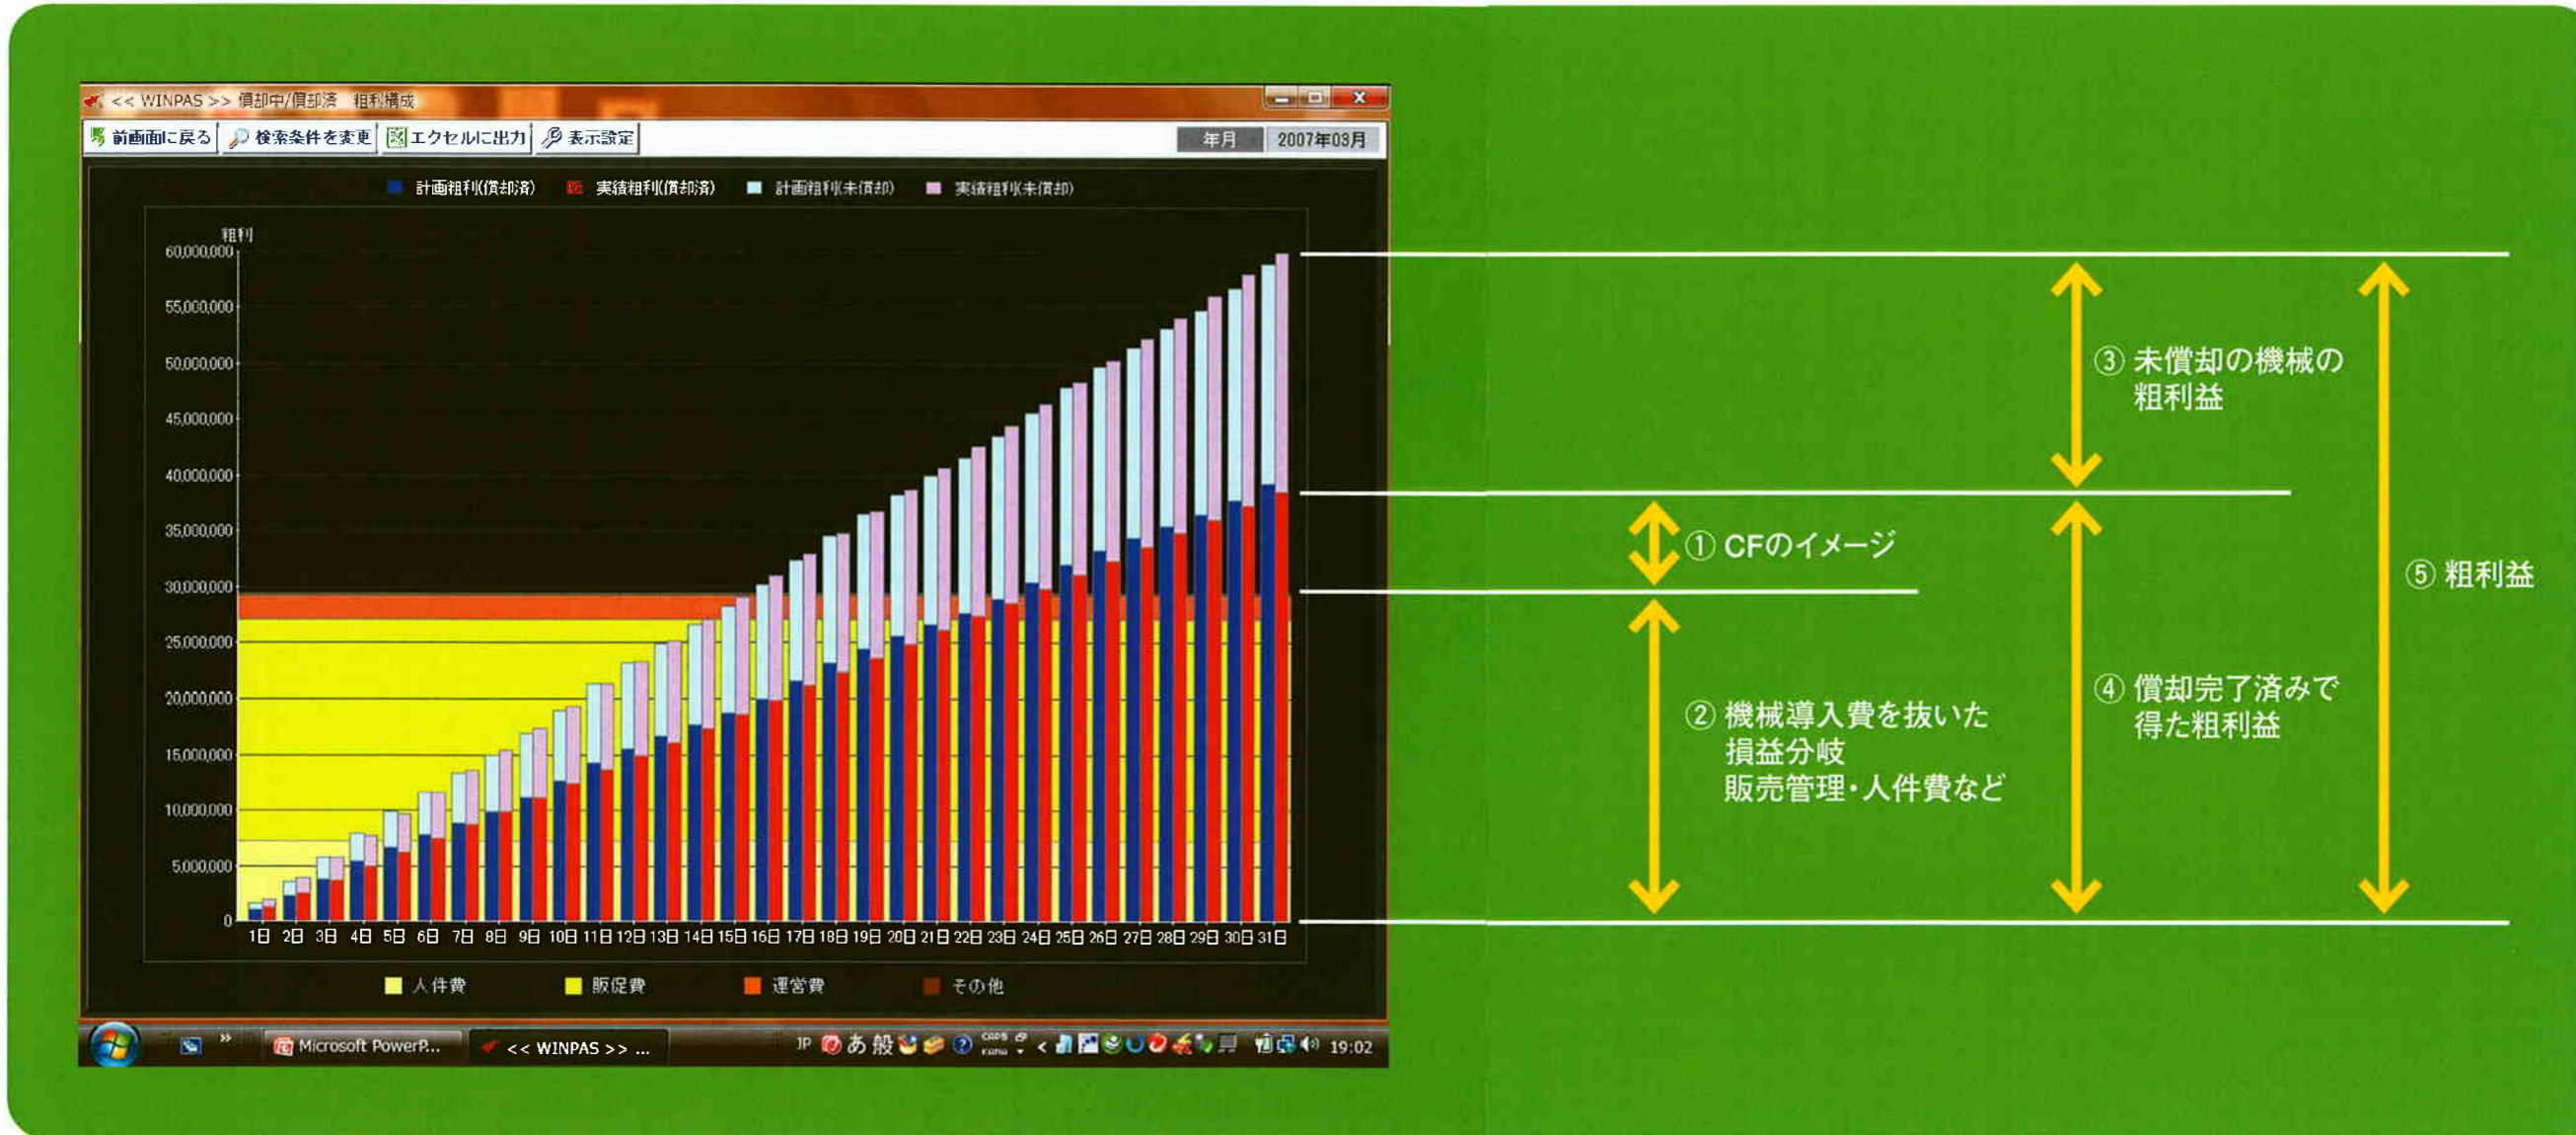 << WINPAS >> 償却中/償却済 粗利構成
前画面に戻る 検索条件を変更 エクセルに出力 表示設定 年月 2007年03月
計画粗利(償却済) 実績粗利(償却済) 計画粗利(未償却) 実績粗利(未償却)
粗利
60,000,000
55,000,000
50,000,000
45,000,000
40,000,000
35,000,000
30,000,000
25,000,000
20,000,000
15,000,000
10,000,000
5,000,000
0
1日 2日 3日 4日 5日 6日 7日 8日 9日 10日 11日 12日 13日 14日 15日 16日 17日 18日 19日 20日 21日 22日 23日 24日 25日 26日 27日 28日 29日 30日 31日
人件費 販促費 運営費 その他
Microsoft PowerP... << WINPAS >> ... JP あ 般 CAPS KANA 19:02
① CFのイメージ
② 機械導入費を抜いた
損益分岐
販売管理・人件費など
③ 未償却の機械の
粗利益
④ 償却完了済みで
得た粗利益
⑤ 粗利益